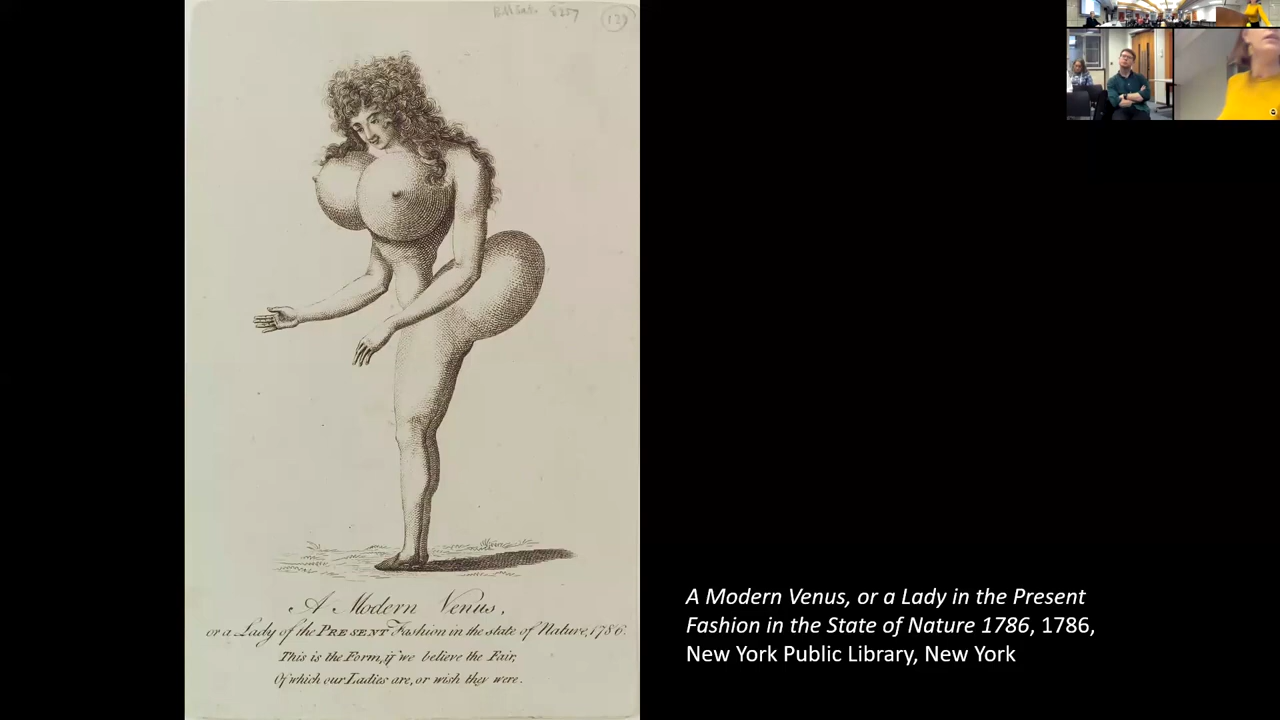 8257
139
A Modern Venus,
or a Lady of the PRESENT Fashion in the state of Nature, 1786.
This is the Form, if we believe the Fair,
Of which our Ladies are, or wish they were.
A Modern Venus, or a Lady in the Present
Fashion in the State of Nature 1786, 1786,
New York Public Library, New York